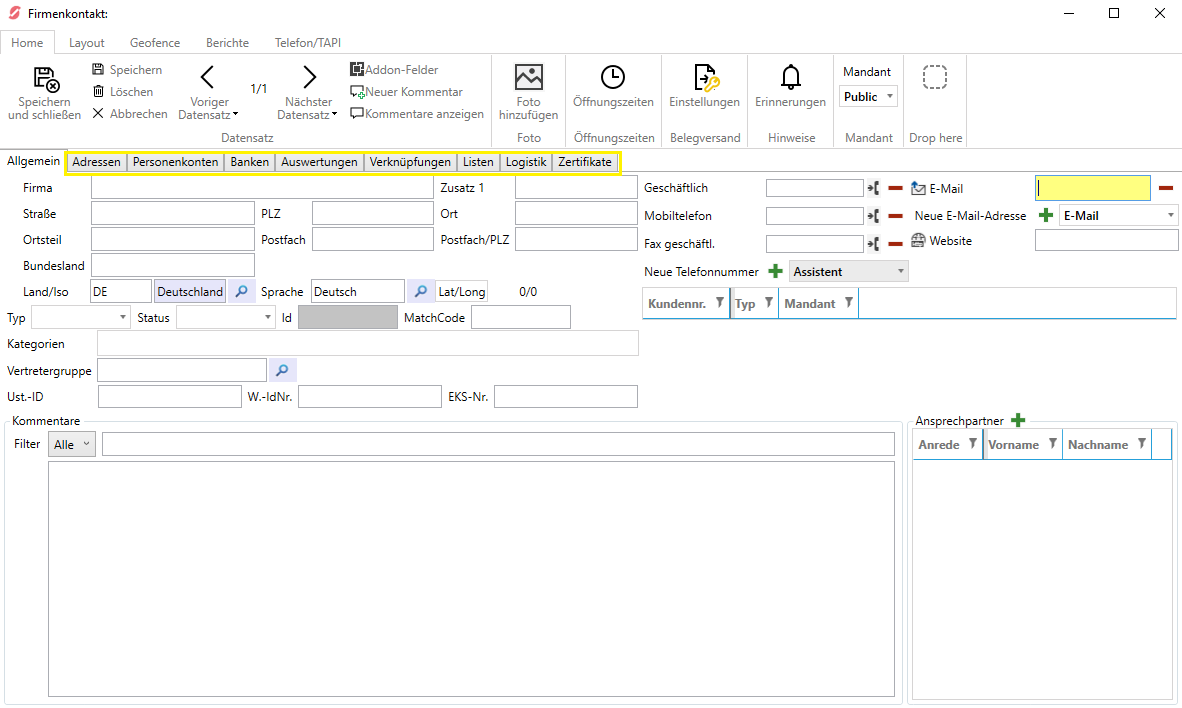 Firmenkontakt:
Home Layout Geofence Berichte Telefon/TAPI
Speichern und schließen
Speichern
Löschen
Abbrechen
Voriger Datensatz
1/1
Nächster Datensatz
Addon-Felder
Neuer Kommentar
Kommentare anzeigen
Datensatz
Foto hinzufügen
Foto
Öffnungszeiten
Öffnungszeiten
Einstellungen
Belegversand
Erinnerungen
Hinweise
Mandant
Public
Mandant
Drop here
Allgemein Adressen Personenkonten Banken Auswertungen Verknüpfungen Listen Logistik Zertifikate
Firma Zusatz 1
Straße PLZ Ort
Ortsteil Postfach Postfach/PLZ
Bundesland
Land/Iso DE Deutschland Sprache Deutsch Lat/Long 0/0
Typ Status Id MatchCode
Kategorien
Vertretergruppe
Ust.-ID W.-IdNr. EKS-Nr.
Geschäftlich E-Mail
Mobiltelefon Neue E-Mail-Adresse E-Mail
Fax geschäftl. Website
Neue Telefonnummer Assistent
Kundennr. Typ Mandant
Kommentare
Filter Alle
Ansprechpartner
Anrede Vorname Nachname